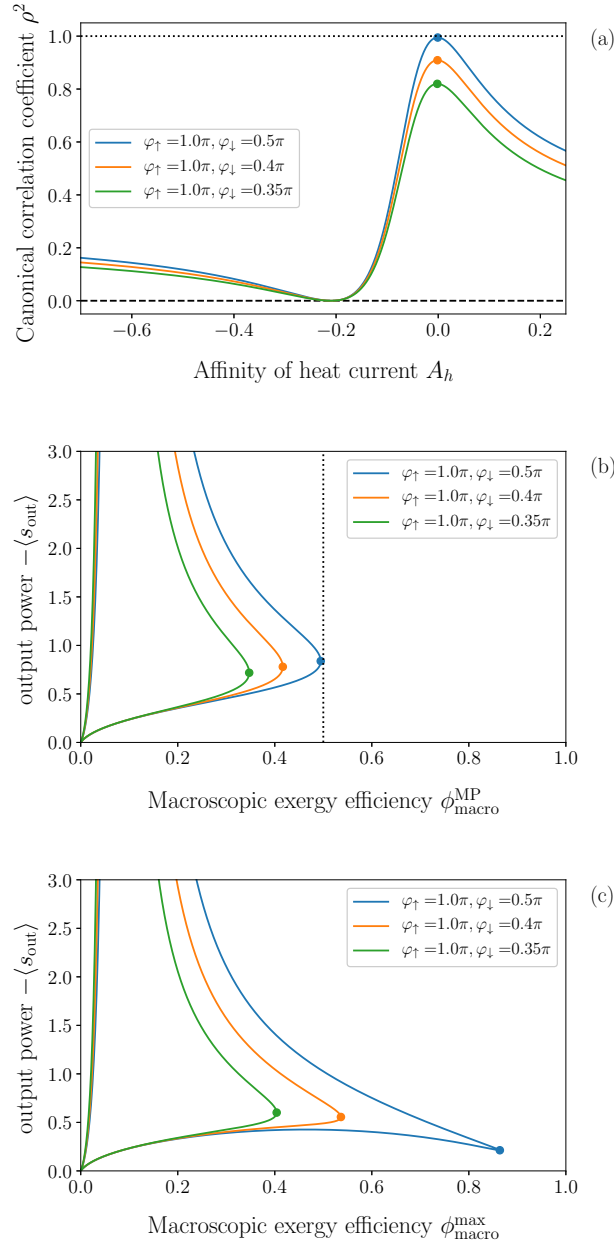 (a)
Canonical correlation coefficient ρ²
1.0
0.8
0.6
0.4
0.2
0.0
φ↑ =1.0π, φ↓ =0.5π
φ↑ =1.0π, φ↓ =0.4π
φ↑ =1.0π, φ↓ =0.35π
−0.6 −0.4 −0.2 0.0 0.2
Affinity of heat current A_h
(b)
output power −⟨s_out⟩
3.0
2.5
2.0
1.5
1.0
0.5
0.0
φ↑ =1.0π, φ↓ =0.5π
φ↑ =1.0π, φ↓ =0.4π
φ↑ =1.0π, φ↓ =0.35π
0.0 0.2 0.4 0.6 0.8 1.0
Macroscopic exergy efficiency ϕ_macro^MP
(c)
output power −⟨s_out⟩
3.0
2.5
2.0
1.5
1.0
0.5
0.0
φ↑ =1.0π, φ↓ =0.5π
φ↑ =1.0π, φ↓ =0.4π
φ↑ =1.0π, φ↓ =0.35π
0.0 0.2 0.4 0.6 0.8 1.0
Macroscopic exergy efficiency ϕ_macro^max